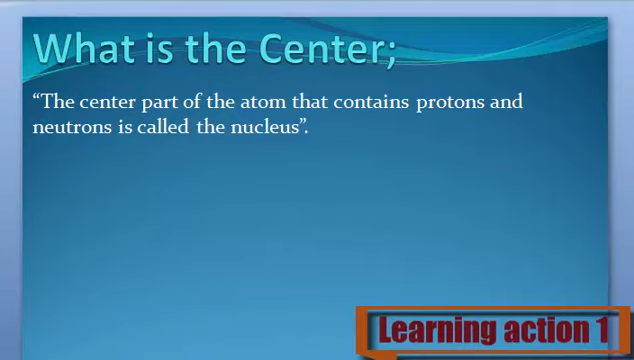 What is the Center;
“The center part of the atom that contains protons and
neutrons is called the nucleus”.
Learning action 1